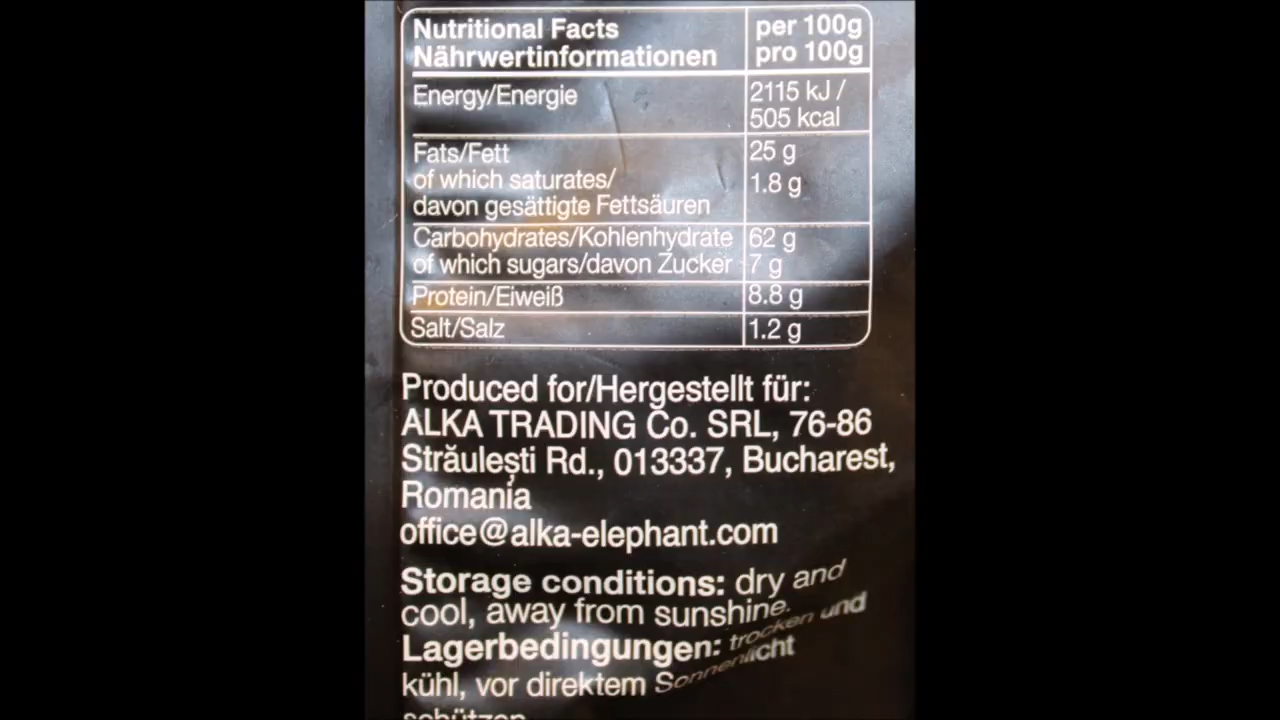 Nutritional Facts per 100g
Nährwertinformationen pro 100g
Energy/Energie 2115 kJ /
505 kcal
Fats/Fett 25 g
of which saturates/ 1.8 g
davon gesättigte Fettsäuren
Carbohydrates/Kohlenhydrate 62 g
of which sugars/davon Zucker 7 g
Protein/Eiweiß 8.8 g
Salt/Salz 1.2 g
Produced for/Hergestellt für:
ALKA TRADING Co. SRL, 76-86
Străulești Rd., 013337, Bucharest,
Romania
office@alka-elephant.com
Storage conditions: dry and
cool, away from sunshine.
Lagerbedingungen: trocken und
kühl, vor direktem Sonnenlicht
schützen